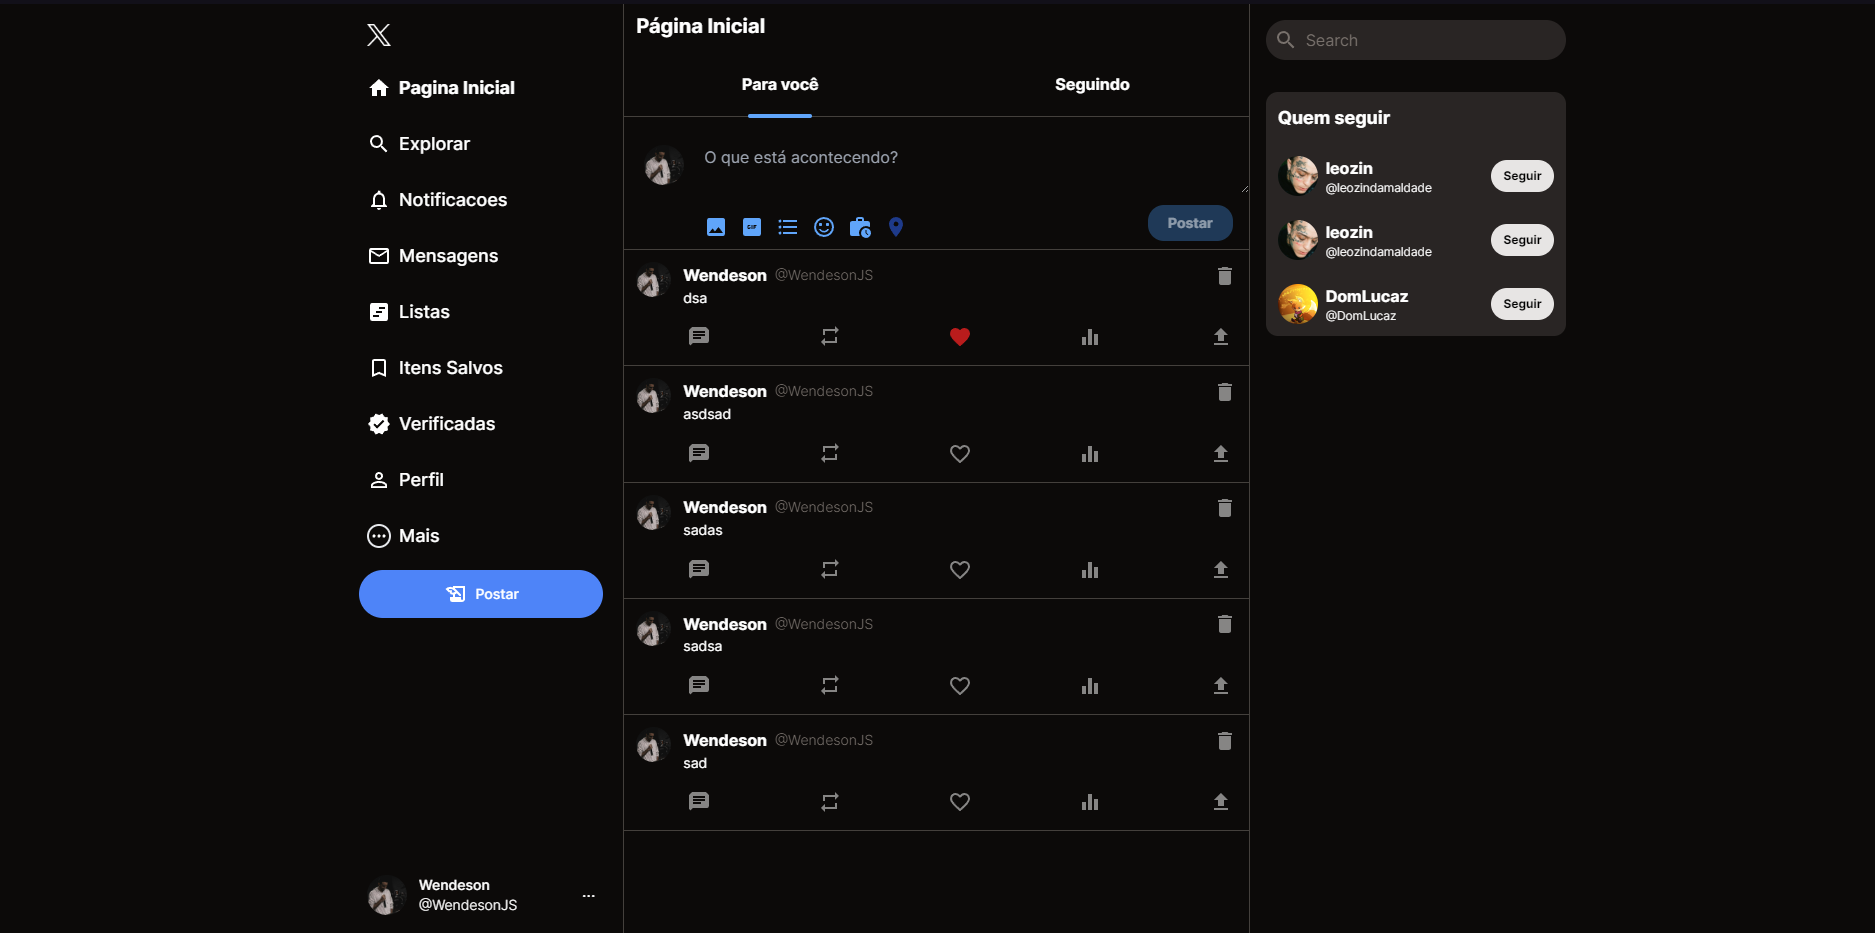 Pagina Inicial
Explorar
Notificacoes
Mensagens
Listas
Itens Salvos
Verificadas
Perfil
Mais
Postar
Wendeson
@WendesonJS
...
Página Inicial
Para você Seguindo
O que está acontecendo?
GIF
Postar
Wendeson @WendesonJS
dsa
Wendeson @WendesonJS
asdsad
Wendeson @WendesonJS
sadas
Wendeson @WendesonJS
sadsa
Wendeson @WendesonJS
sad
Search
Quem seguir
leozin
@leozindamaldade
Seguir
leozin
@leozindamaldade
Seguir
DomLucaz
@DomLucaz
Seguir